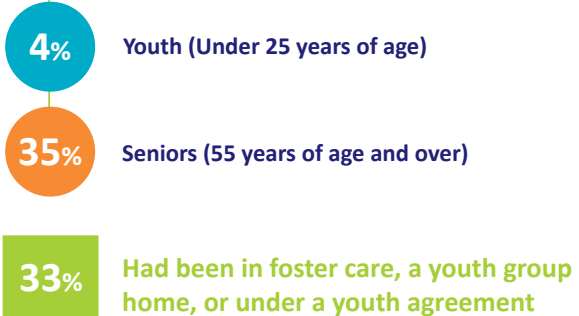 4% Youth (Under 25 years of age)
35% Seniors (55 years of age and over)
33% Had been in foster care, a youth group
home, or under a youth agreement